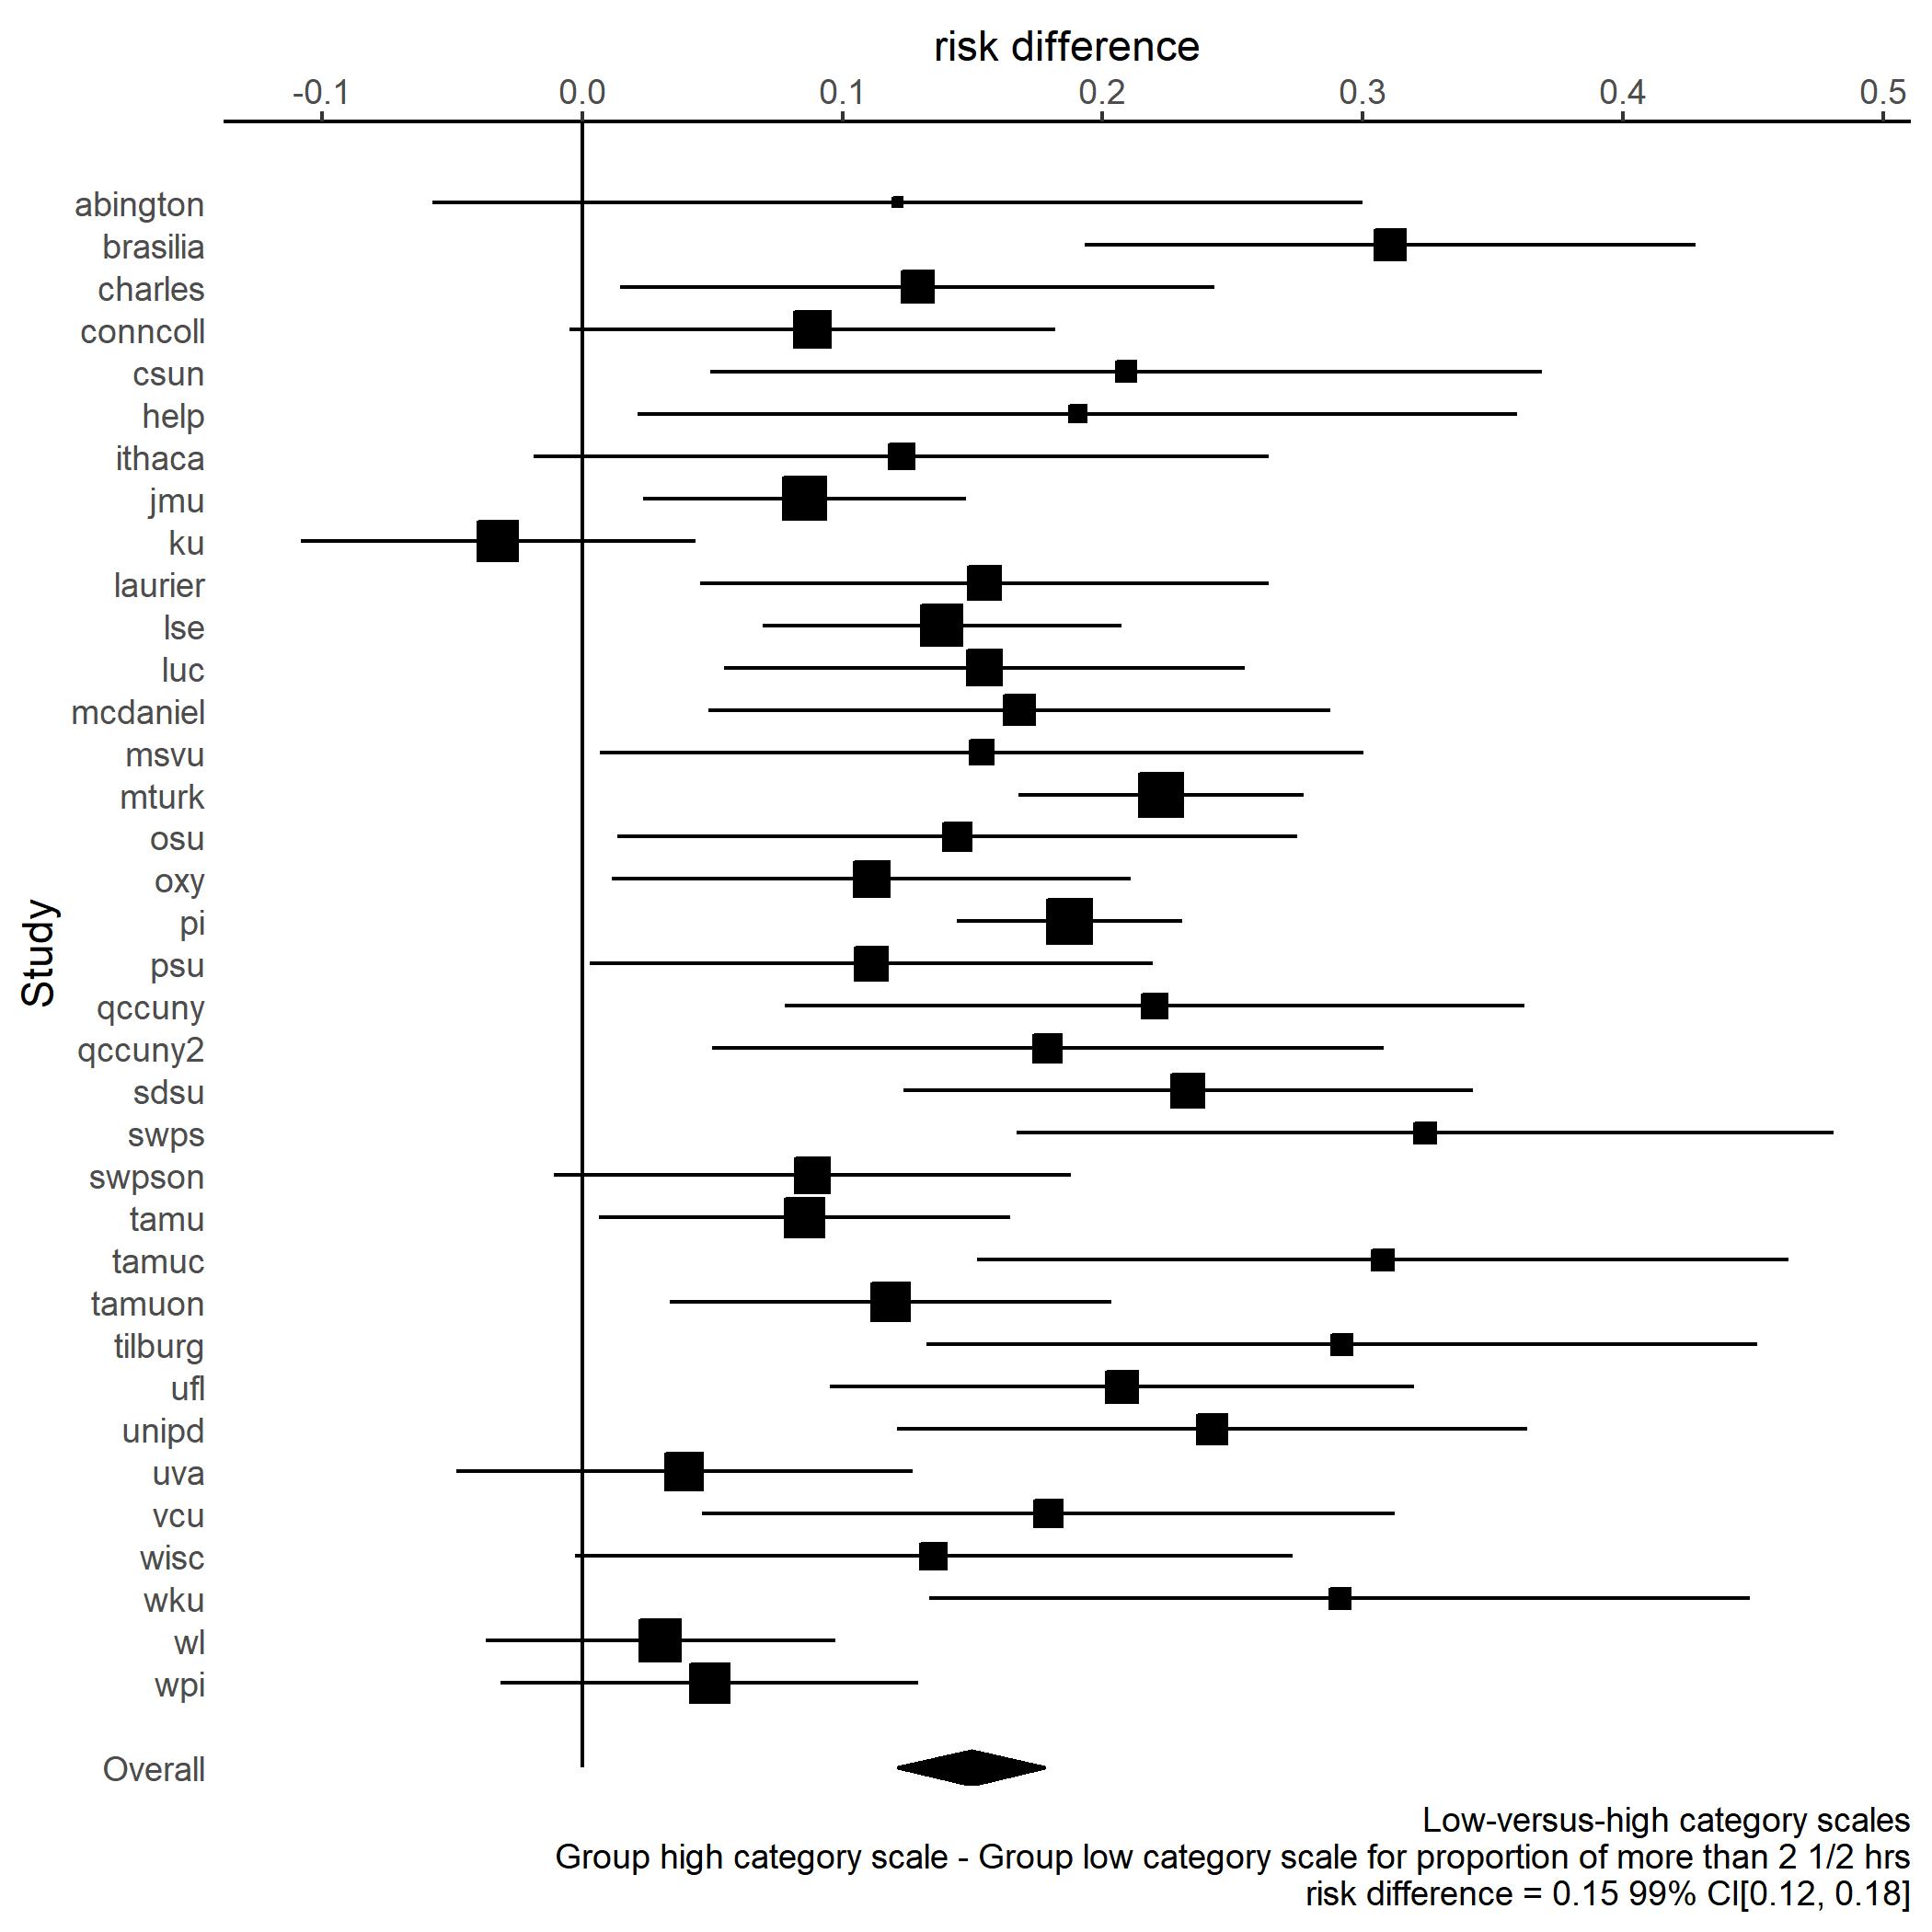 risk difference
-0.1 0.0 0.1 0.2 0.3 0.4 0.5
abington
brasilia
charles
conncoll
csun
help
ithaca
jmu
ku
laurier
lse
luc
mcdaniel
msvu
mturk
osu
oxy
pi
psu
qccuny
qccuny2
sdsu
swps
swpson
tamu
tamuc
tamuon
tilburg
ufl
unipd
uva
vcu
wisc
wku
wl
wpi
Overall
Study
Low-versus-high category scales
Group high category scale - Group low category scale for proportion of more than 2 1/2 hrs
risk difference = 0.15 99% CI[0.12, 0.18]